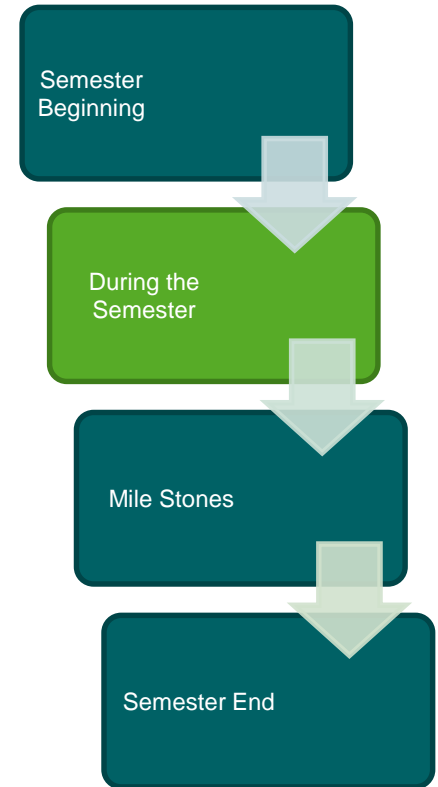 Semester
Beginning
During the
Semester
Mile Stones
Semester End